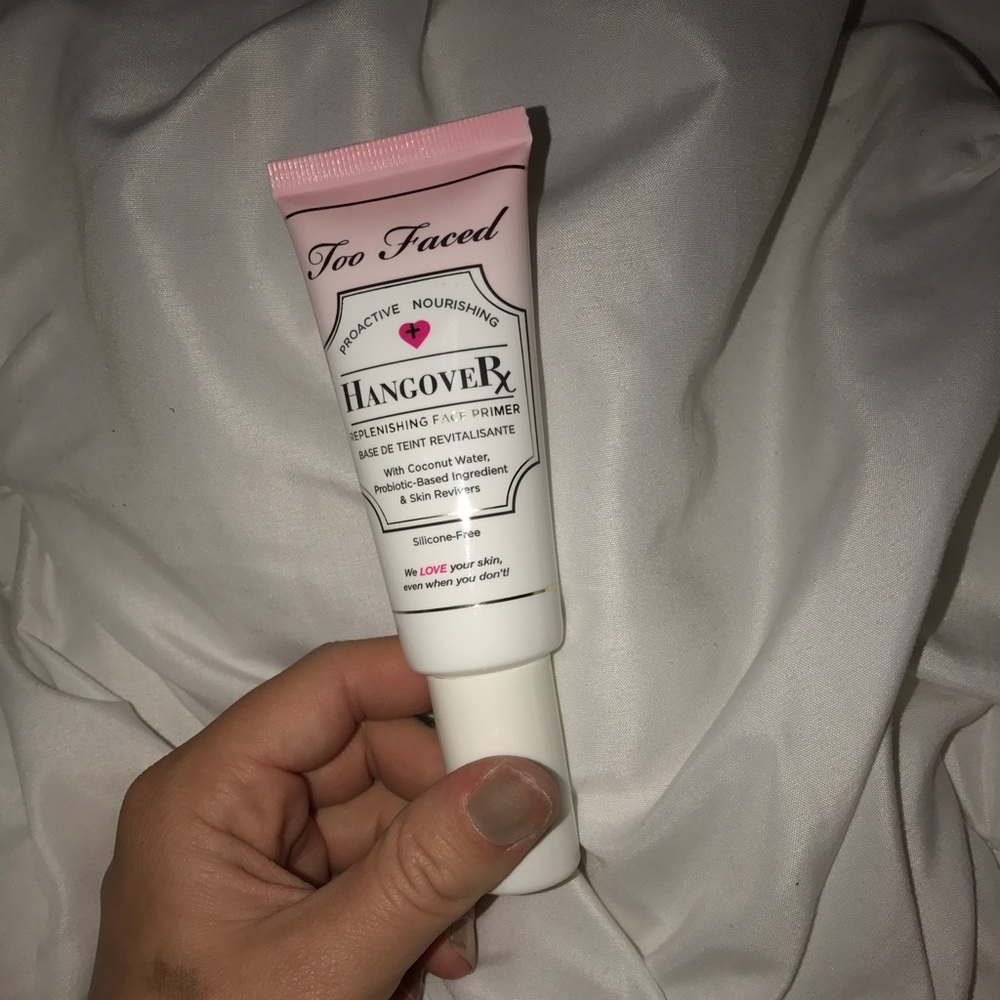 Too Faced
PROACTIVE NOURISHING
+
HANGOVERx
REPLENISHING FACE PRIMER
BASE DE TEINT REVITALISANTE
With Coconut Water,
Probiotic-Based Ingredient
& Skin Revivers
Silicone-Free
We LOVE your skin,
even when you don't!